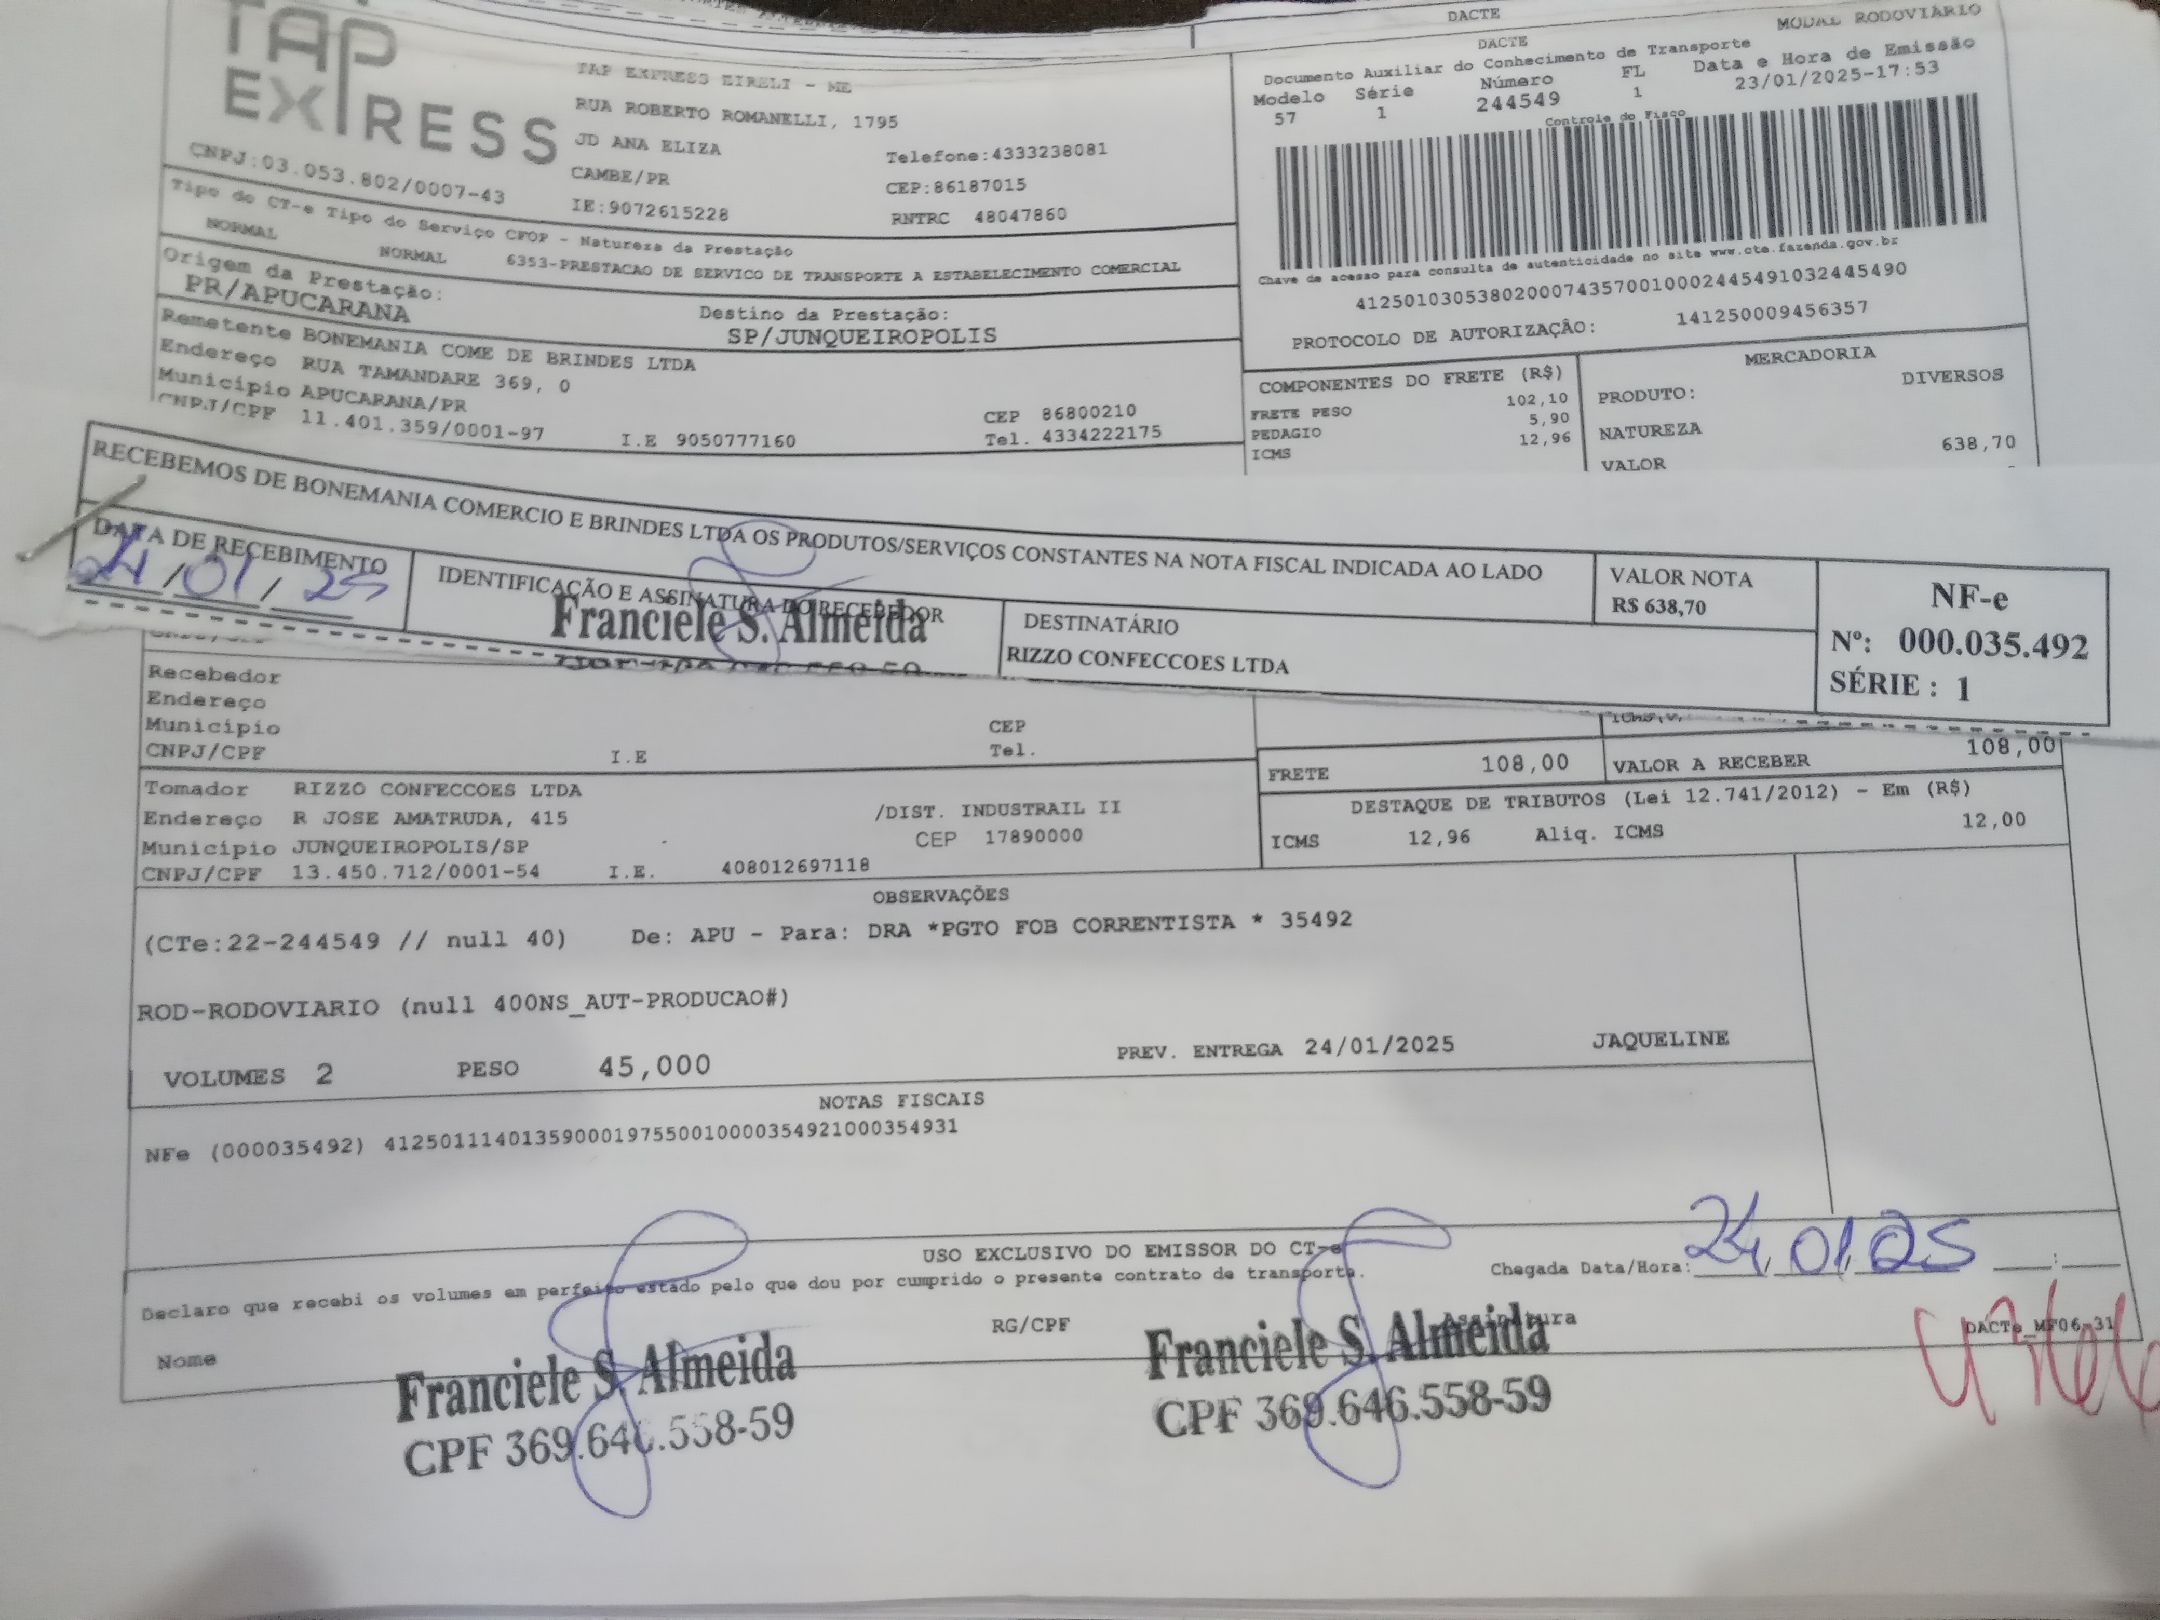 DACTE
TAP
EXPRESS
CNPJ:03.053.802/0007-43
TAP EXPRESS EIRELI - ME
RUA ROBERTO ROMANELLI, 1795
JD ANA ELIZA
CAMBE/PR
IE:9072615228
Telefone:4333238081
CEP:86187015
RNTRC 48047860
DACTE
MODAL RODOVIÁRIO
Documento Auxiliar do Conhecimento de Transporte
Modelo Série Número FL Data e Hora de Emissão
57 1 244549 1 23/01/2025-17:53
Controle do Fisco
Chave de acesso para consulta de autenticidade no site www.cte.fazenda.gov.br
41250103053802000743570010002445491032445490
PROTOCOLO DE AUTORIZAÇÃO: 141250009456357
Tipo do CT-e Tipo do Serviço CFOP - Natureza da Prestação
NORMAL NORMAL 6353-PRESTACAO DE SERVICO DE TRANSPORTE A ESTABELECIMENTO COMERCIAL
Origem da Prestação:
PR/APUCARANA
Destino da Prestação:
SP/JUNQUEIROPOLIS
Remetente BONEMANIA COME DE BRINDES LTDA
Endereço RUA TAMANDARE 369, 0
Município APUCARANA/PR CEP 86800210
CNPJ/CPF 11.401.359/0001-97 I.E 9050777160 Tel. 4334222175
COMPONENTES DO FRETE (R$)
FRETE PESO 102,10
PEDAGIO 5,90
ICMS 12,96
MERCADORIA
PRODUTO: DIVERSOS
NATUREZA
VALOR 638,70
RECEBEMOS DE BONEMANIA COMERCIO E BRINDES LTDA OS PRODUTOS/SERVIÇOS CONSTANTES NA NOTA FISCAL INDICADA AO LADO
DATA DE RECEBIMENTO
24/01/25
IDENTIFICAÇÃO E ASSINATURA DO RECEBEDOR
Franciele S. Almeida
DESTINATÁRIO
RIZZO CONFECCOES LTDA
VALOR NOTA
R$ 638,70
NF-e
Nº: 000.035.492
SÉRIE : 1
Recebedor
Endereço
Município CEP
CNPJ/CPF I.E Tel.
FRETE 108,00 VALOR A RECEBER 108,00
Tomador RIZZO CONFECCOES LTDA
Endereço R JOSE AMATRUDA, 415 /DIST. INDUSTRAIL II
Município JUNQUEIROPOLIS/SP CEP 17890000
CNPJ/CPF 13.450.712/0001-54 I.E. 408012697118
DESTAQUE DE TRIBUTOS (Lei 12.741/2012) - Em (R$)
ICMS 12,96 Aliq. ICMS 12,00
OBSERVAÇÕES
(CTe:22-244549 // null 40) De: APU - Para: DRA *PGTO FOB CORRENTISTA * 35492
ROD-RODOVIARIO (null 400NS_AUT-PRODUCAO#)
VOLUMES 2 PESO 45,000 PREV. ENTREGA 24/01/2025 JAQUELINE
NOTAS FISCAIS
NFe (000035492) 41250111401359000197550010000354921000354931
USO EXCLUSIVO DO EMISSOR DO CT-e
Declaro que recebi os volumes em perfeito estado pelo que dou por cumprido o presente contrato de transporte.
Chegada Data/Hora: 24/01/25 :
Nome RG/CPF Assinatura DACTe_MF06-31
Franciele S. Almeida
CPF 369.646.558-59
Franciele S. Almeida
CPF 369.646.558-59